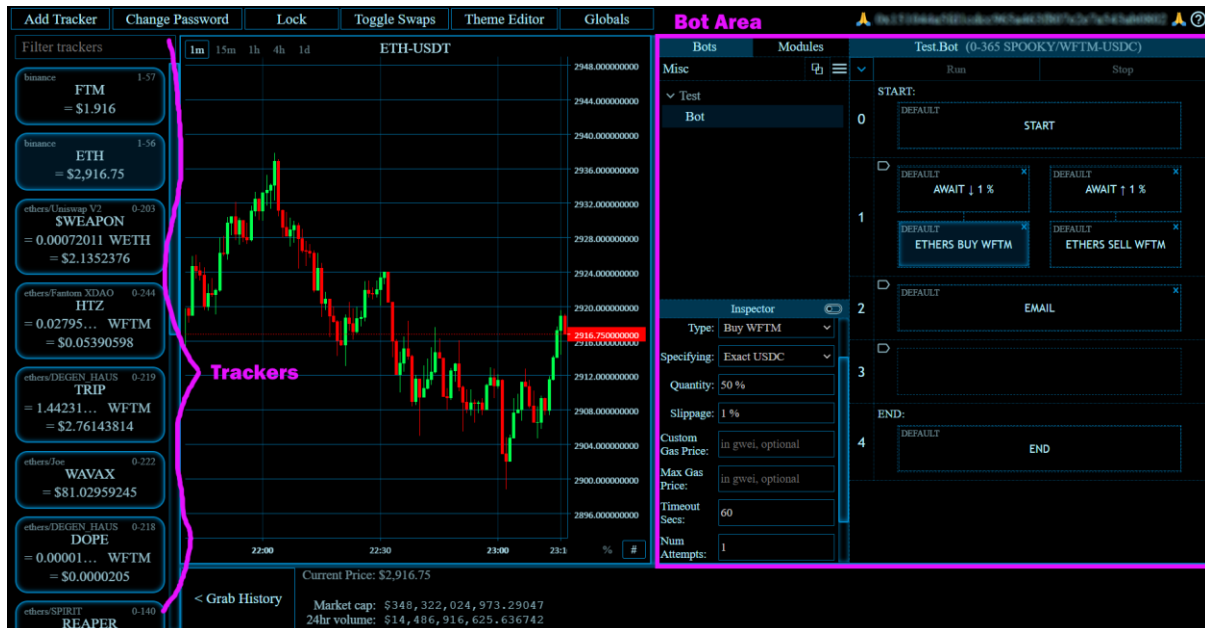 Add Tracker
Change Password
Lock
Toggle Swaps
Theme Editor
Globals
Bot Area
Filter trackers
binance 1-57
FTM
= $1.916
binance 1-56
ETH
= $2,916.75
ethers/Uniswap V2 0-203
$WEAPON
= 0.00072011 WETH
= $2.1352376
ethers/Fantom XDAO 0-244
HTZ
= 0.02795... WFTM
= $0.05390598
ethers/DEGEN_HAUS 0-219
TRIP
= 1.44231... WFTM
= $2.76143814
ethers/Joe 0-222
WAVAX
= $81.02959245
ethers/DEGEN_HAUS 0-218
DOPE
= 0.00001... WFTM
= $0.0000205
ethers/SPIRIT 0-140
REAPER
Trackers
1m 15m 1h 4h 1d
ETH-USDT
2948.000000000
2944.000000000
2940.000000000
2936.000000000
2932.000000000
2928.000000000
2924.000000000
2920.000000000
2916.750000000
2916.000000000
2912.000000000
2908.000000000
2904.000000000
2900.000000000
2896.000000000
22:00 22:30 23:00 23:1
% #
< Grab History
Current Price: $2,916.75
Market cap: $348,322,024,973.29047
24hr volume: $14,486,916,625.636742
Bots Modules
Misc
Test
Bot
Inspector
Type: Buy WFTM
Specifying: Exact USDC
Quantity: 50 %
Slippage: 1 %
Custom
Gas Price: in gwei, optional
Max Gas
Price: in gwei, optional
Timeout
Secs: 60
Num
Attempts: 1
Test.Bot (0-365 SPOOKY/WFTM-USDC)
Run Stop
START:
0
DEFAULT
START
1
DEFAULT x
AWAIT ↓ 1 %
DEFAULT x
AWAIT ↑ 1 %
DEFAULT x
ETHERS BUY WFTM
DEFAULT x
ETHERS SELL WFTM
2
DEFAULT x
EMAIL
3
END:
4
DEFAULT
END